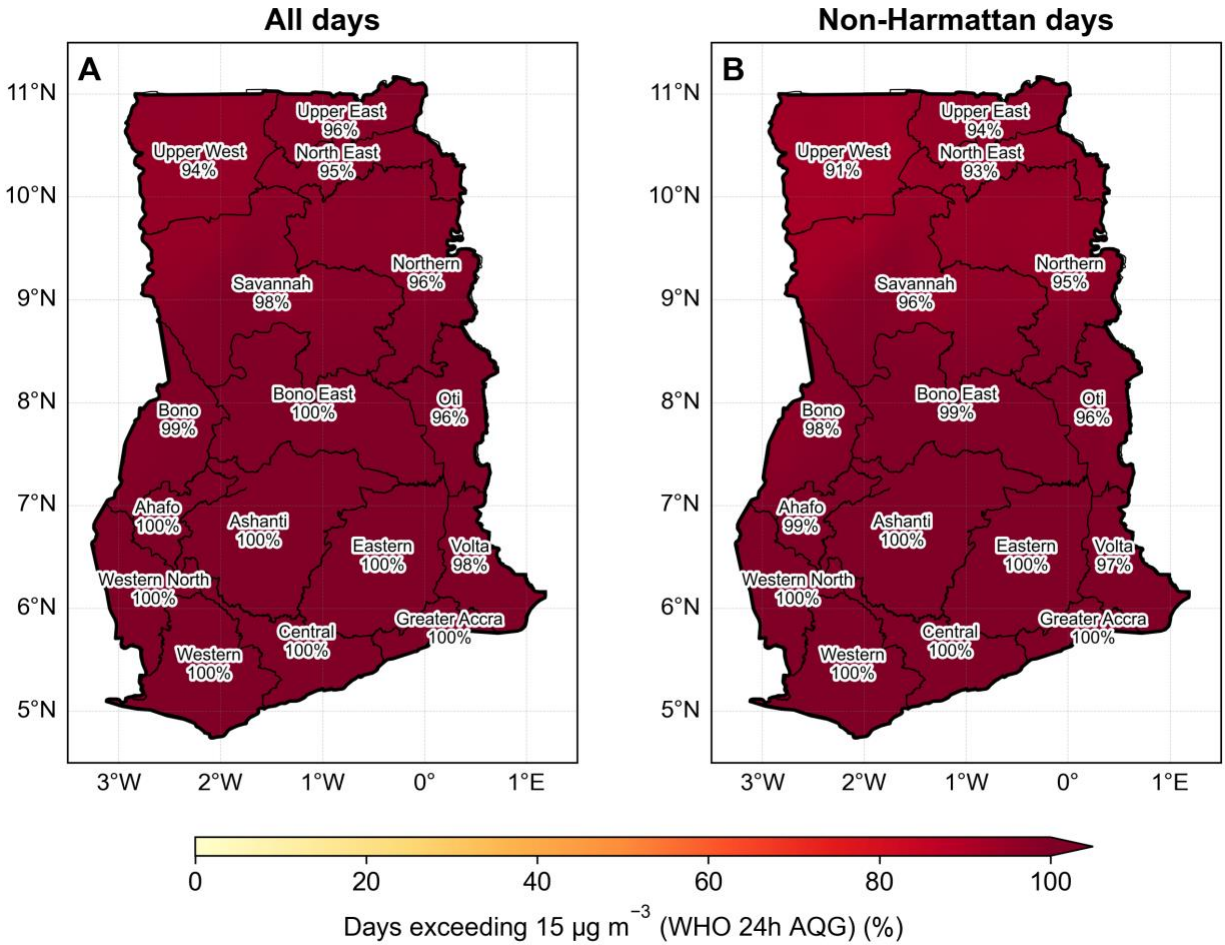 All days
A
11°N
10°N
9°N
8°N
7°N
6°N
5°N
Upper East
96%
Upper West
94%
North East
95%
Northern
96%
Savannah
98%
Bono East
100%
Oti
96%
Bono
99%
Ahafo
100%
Ashanti
100%
Eastern
100%
Volta
98%
Western North
100%
Greater Accra
100%
Central
100%
Western
100%
3°W 2°W 1°W 0° 1°E
Non-Harmattan days
B
11°N
10°N
9°N
8°N
7°N
6°N
5°N
Upper East
94%
Upper West
91%
North East
93%
Northern
95%
Savannah
96%
Bono East
99%
Oti
96%
Bono
98%
Ahafo
99%
Ashanti
100%
Eastern
100%
Volta
97%
Western North
100%
Greater Accra
100%
Central
100%
Western
100%
3°W 2°W 1°W 0° 1°E
0 20 40 60 80 100
Days exceeding 15 µg m⁻³ (WHO 24h AQG) (%)